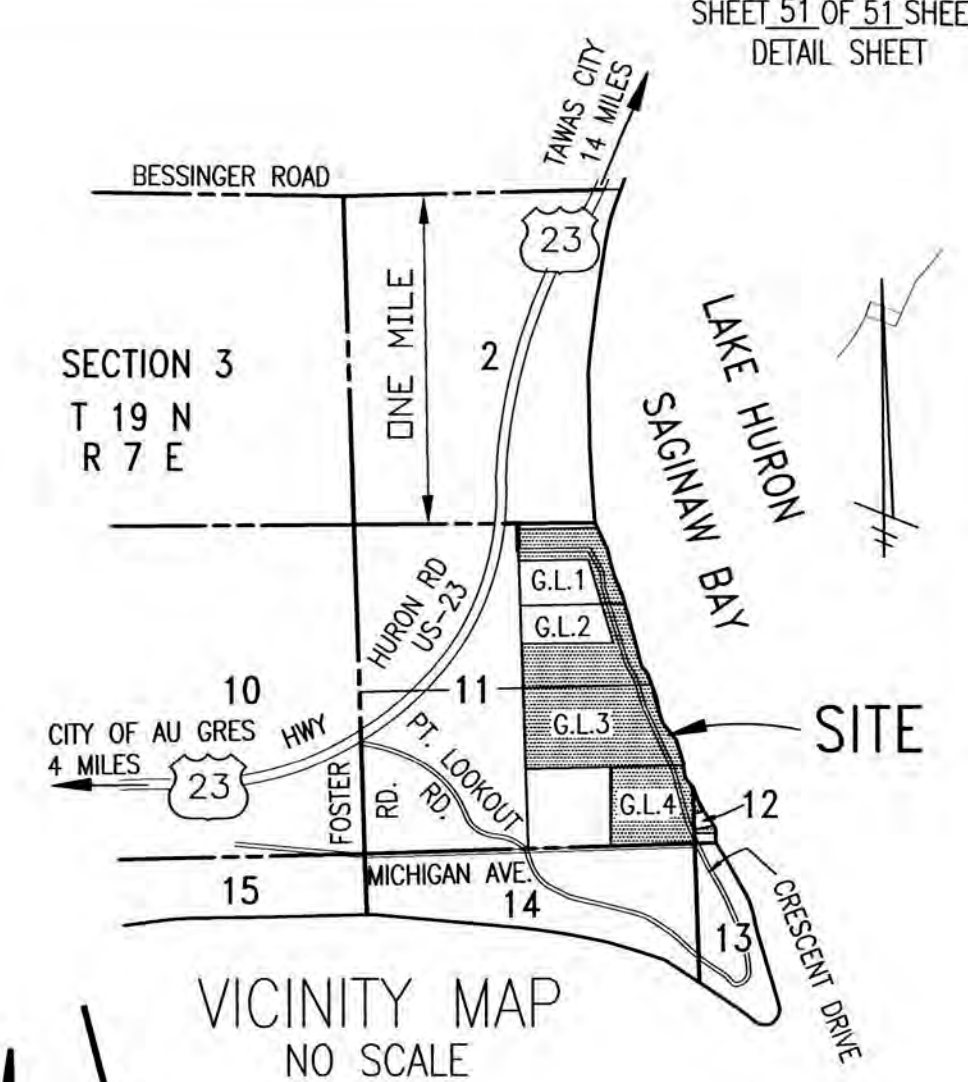 SHEET 51 OF 51 SHEE
DETAIL SHEET
TAWAS CITY
14 MILES
BESSINGER ROAD
23
ONE MILE
2
SECTION 3
T 19 N
R 7 E
LAKE HURON
SAGINAW BAY
HURON RD
US-23
G.L.1
G.L.2
10
11
G.L.3
SITE
CITY OF AU GRES
4 MILES
HWY
23
PT. LOOKOUT
RD.
FOSTER
RD.
G.L.4
12
MICHIGAN AVE.
15
14
13
CRESCENT DRIVE
VICINITY MAP
NO SCALE